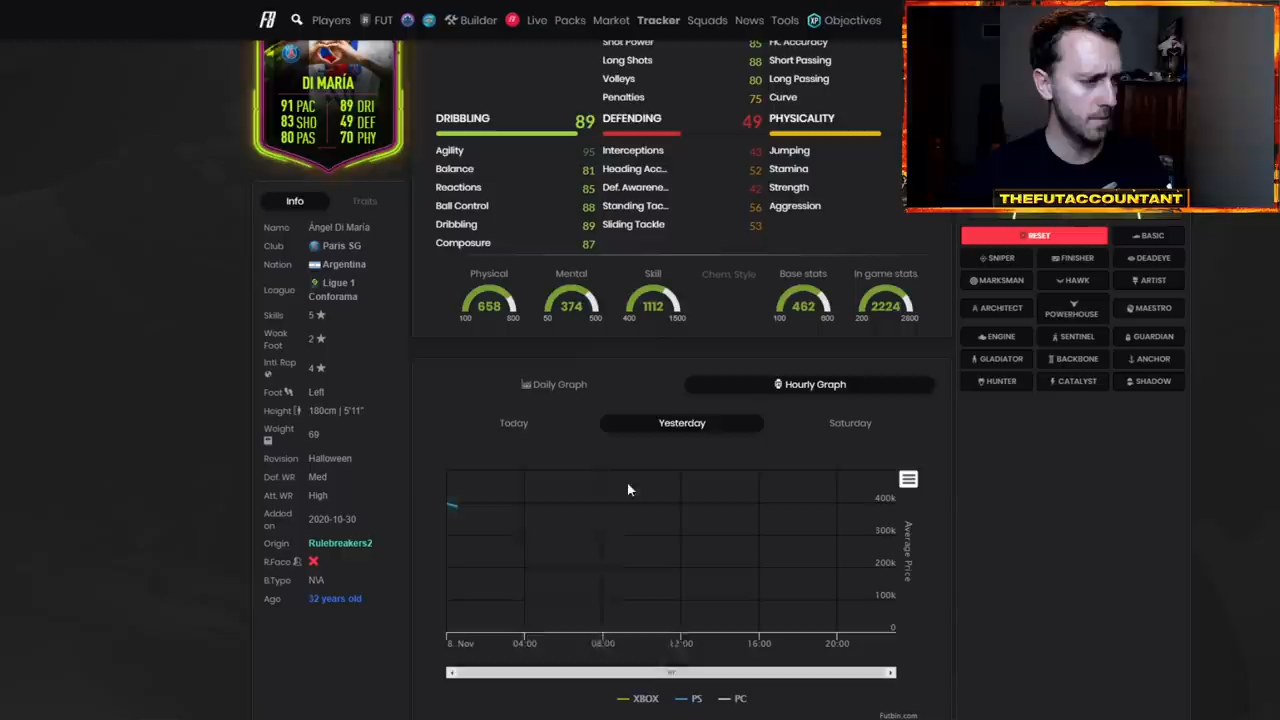 Players FUT Builder Live Packs Market Tracker Squads News Tools XP Objectives
DI MARÍA
91 PAC 89 DRI
83 SHO 49 DEF
80 PAS 70 PHY
Info Traits
Name Ángel Di María
Club Paris SG
Nation Argentina
League Ligue 1 Conforama
Skills 5
Weak Foot 2
Intl. Rep 4
Foot Left
Height 180cm | 5'11"
Weight 69
Revision Halloween
Def. WR Med
Att. WR High
Added on 2020-10-30
Origin Rulebreakers2
R.Face
B.Type N\A
Age 32 years old
Shot Power 85 FK Accuracy
Long Shots 88 Short Passing
Volleys 80 Long Passing
Penalties 75 Curve
DRIBBLING 89 DEFENDING 49 PHYSICALITY
Agility 95 Interceptions 43 Jumping
Balance 81 Heading Acc... 52 Stamina
Reactions 85 Def. Awarene... 42 Strength
Ball Control 88 Standing Tac... 56 Aggression
Dribbling 89 Sliding Tackle 53
Composure 87
Physical Mental Skill Chem. Style Base stats In game stats
658 374 1112 462 2224
100 800 50 500 400 1500 100 600 200 2800
Daily Graph Hourly Graph
Today Yesterday Saturday
400k
300k
200k
100k
0
Average Price
8. Nov 04:00 08:00 12:00 16:00 20:00
XBOX PS PC
Futbin.com
THEFUTACCOUNTANT
RESET BASIC
SNIPER FINISHER DEADEYE
MARKSMAN HAWK ARTIST
ARCHITECT POWERHOUSE MAESTRO
ENGINE SENTINEL GUARDIAN
GLADIATOR BACKBONE ANCHOR
HUNTER CATALYST SHADOW